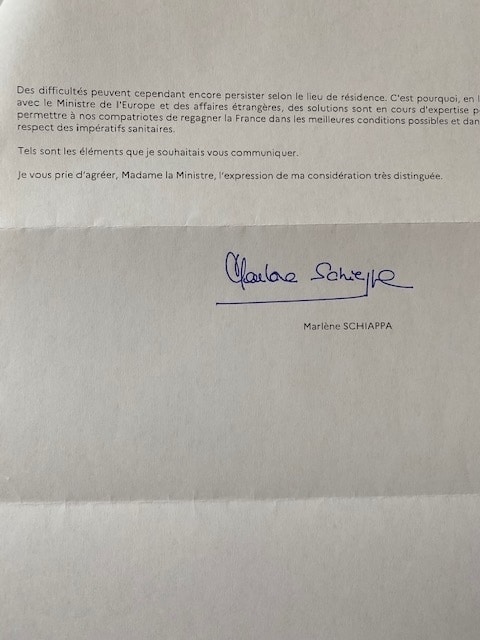 Des difficultés peuvent cependant encore persister selon le lieu de résidence. C'est pourquoi, en
avec le Ministre de l'Europe et des affaires étrangères, des solutions sont en cours d'expertise
permettre à nos compatriotes de regagner la France dans les meilleures conditions possibles et
respect des impératifs sanitaires.
Tels sont les éléments que je souhaitais vous communiquer.
Je vous prie d'agréer, Madame la Ministre, l'expression de ma considération très distinguée.
Marlène Schiappa
Marlène SCHIAPPA